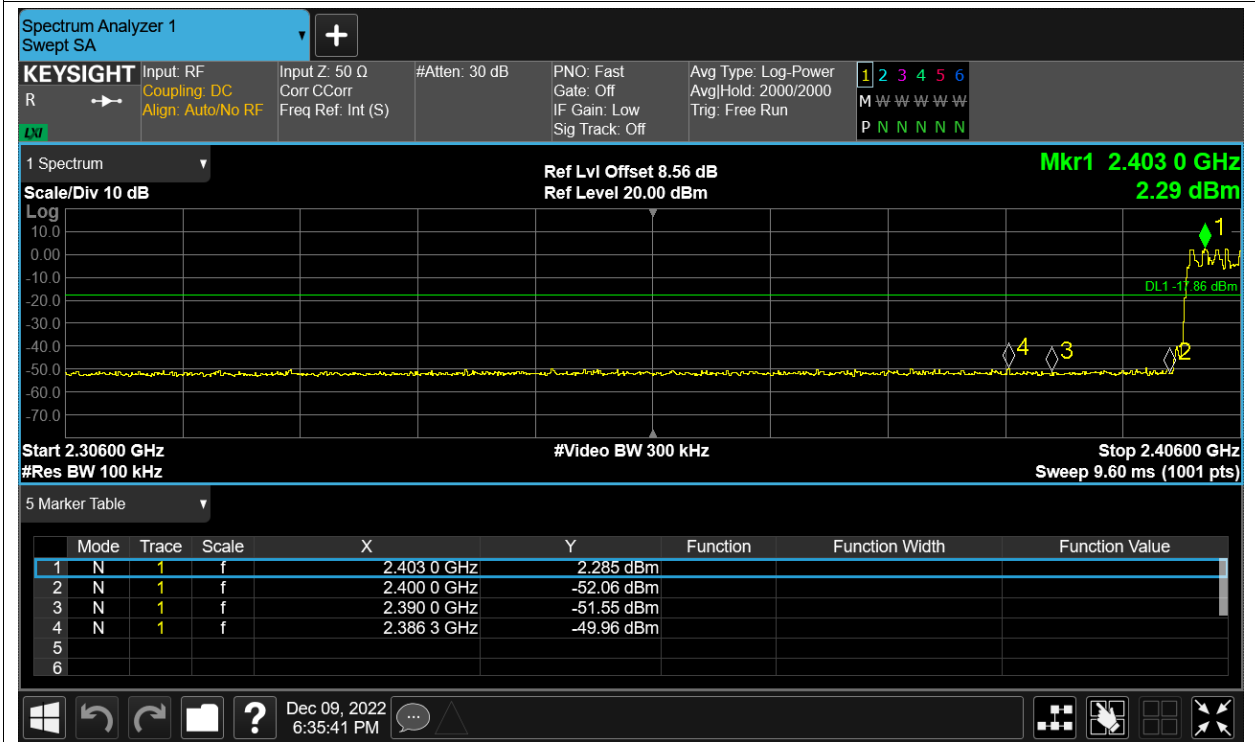 Spectrum Analyzer 1
Swept SA
KEYSIGHT Input: RF Input Z: 50 Ω #Atten: 30 dB PNO: Fast Avg Type: Log-Power 1 2 3 4 5 6
R Coupling: DC Corr CCorr Gate: Off Avg|Hold: 2000/2000 M W W W W W
Align: Auto/No RF Freq Ref: Int (S) IF Gain: Low Trig: Free Run
LXI Sig Track: Off P N N N N N
1 Spectrum Ref Lvl Offset 8.56 dB Mkr1 2.403 0 GHz
Scale/Div 10 dB Ref Level 20.00 dBm 2.29 dBm
Log
10.0 1
0.00
-10.0
DL1 -17.86 dBm
-20.0
-30.0
-40.0 4 3 2
-50.0
-60.0
-70.0
Start 2.30600 GHz #Video BW 300 kHz Stop 2.40600 GHz
#Res BW 100 kHz Sweep 9.60 ms (1001 pts)
5 Marker Table
Mode Trace Scale X Y Function Function Width Function Value
1 N 1 f 2.403 0 GHz 2.285 dBm
2 N 1 f 2.400 0 GHz -52.06 dBm
3 N 1 f 2.390 0 GHz -51.55 dBm
4 N 1 f 2.386 3 GHz -49.96 dBm
5
6
? Dec 09, 2022
6:35:41 PM